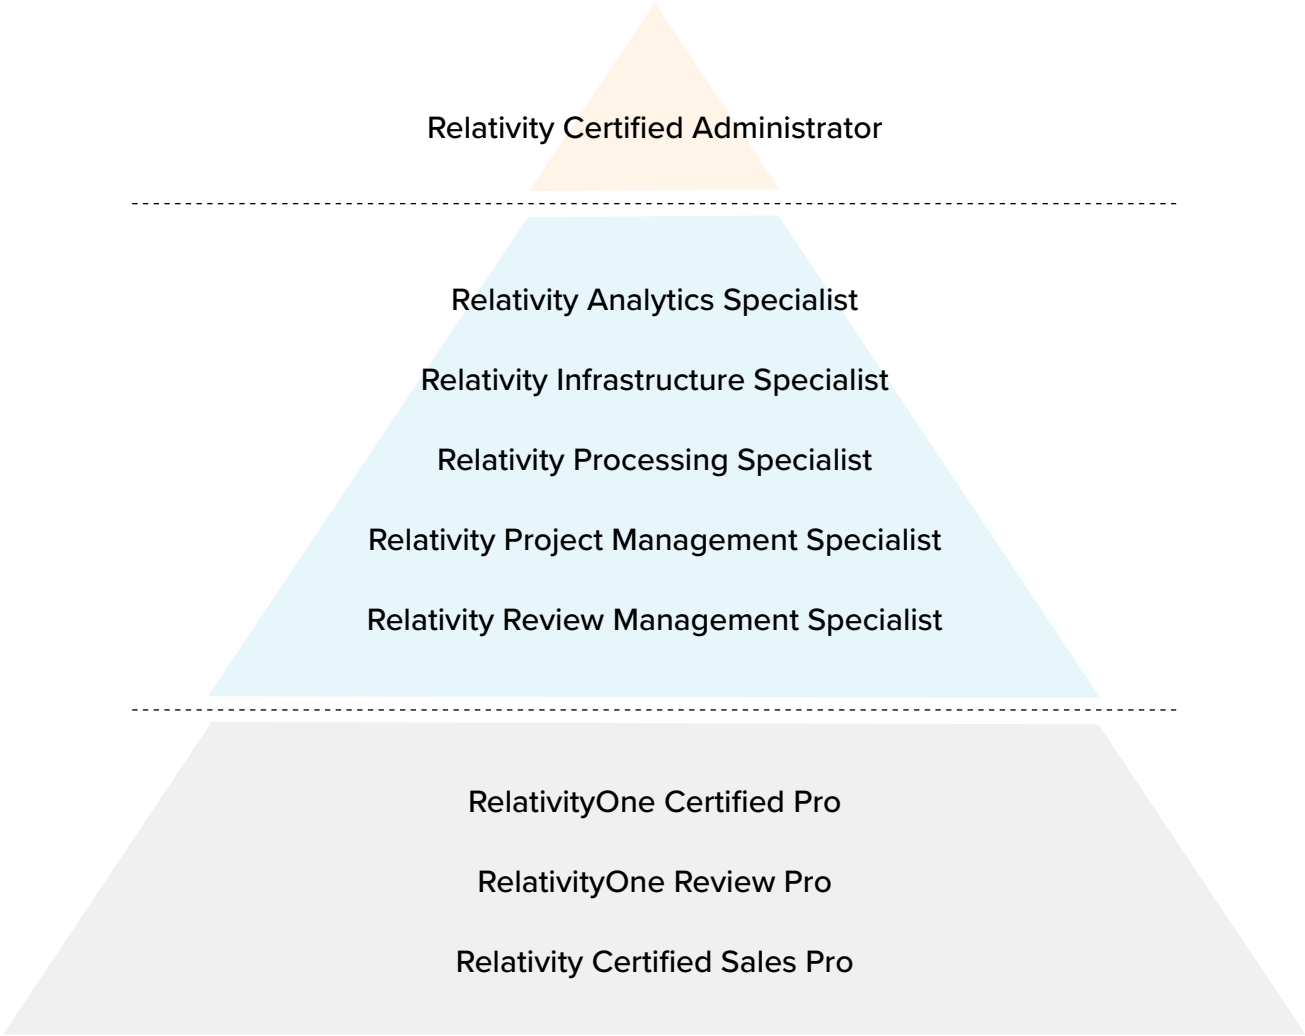 Relativity Certified Administrator
Relativity Analytics Specialist
Relativity Infrastructure Specialist
Relativity Processing Specialist
Relativity Project Management Specialist
Relativity Review Management Specialist
RelativityOne Certified Pro
RelativityOne Review Pro
Relativity Certified Sales Pro